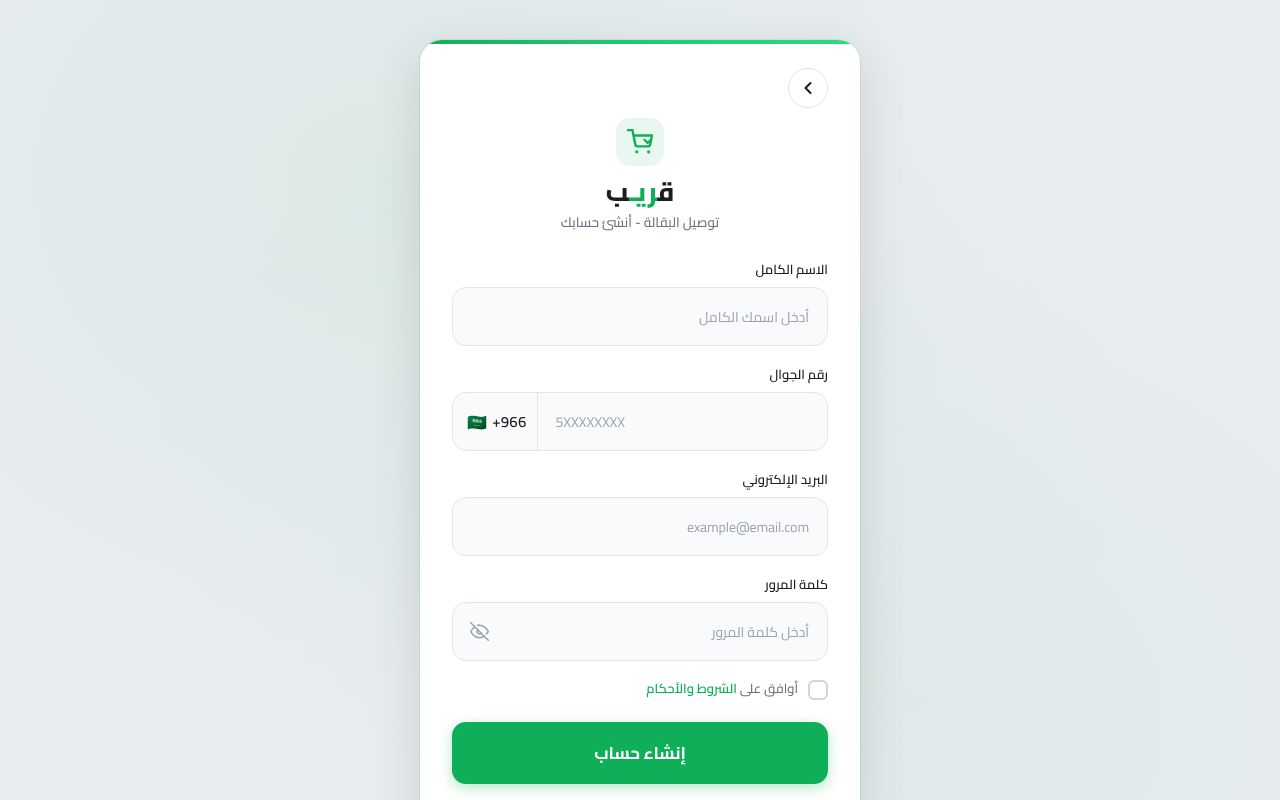 قريب
توصيل البقالة - أنشئ حسابك
الاسم الكامل
أدخل اسمك الكامل
رقم الجوال
🇸🇦 +966 5XXXXXXXX
البريد الإلكتروني
example@email.com
كلمة المرور
أدخل كلمة المرور
أوافق على الشروط والأحكام
إنشاء حساب